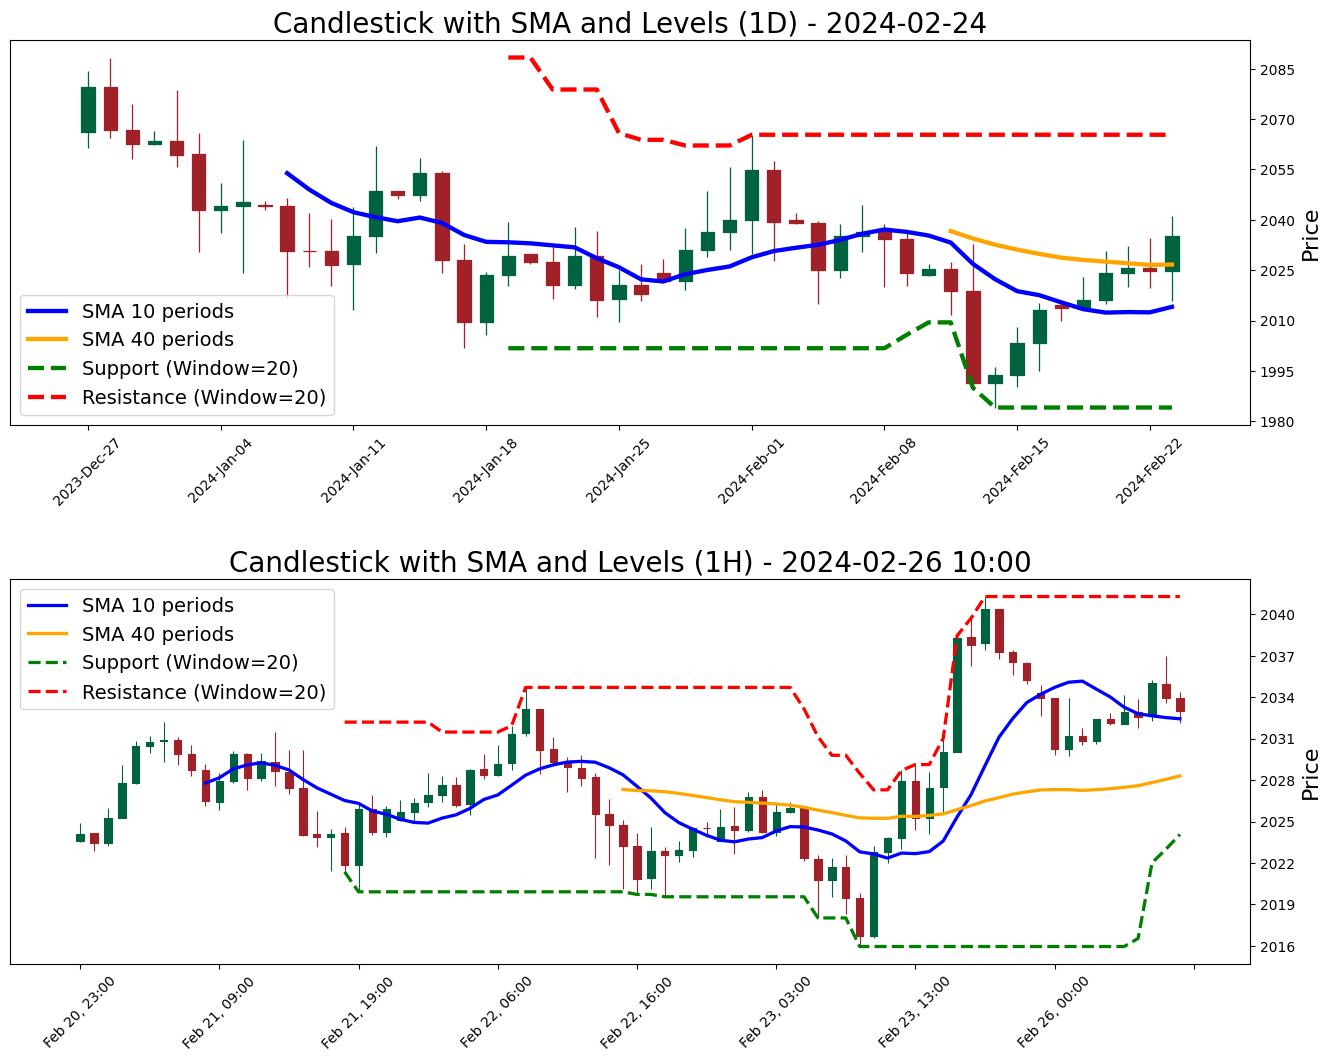 Candlestick with SMA and Levels (1D) - 2024-02-24
SMA 10 periods
SMA 40 periods
Support (Window=20)
Resistance (Window=20)
2085
2070
2055
2040
2025
2010
1995
1980
Price
2023-Dec-27
2024-Jan-04
2024-Jan-11
2024-Jan-18
2024-Jan-25
2024-Feb-01
2024-Feb-08
2024-Feb-15
2024-Feb-22
Candlestick with SMA and Levels (1H) - 2024-02-26 10:00
SMA 10 periods
SMA 40 periods
Support (Window=20)
Resistance (Window=20)
2040
2037
2034
2031
2028
2025
2022
2019
2016
Price
Feb 20, 23:00
Feb 21, 09:00
Feb 21, 19:00
Feb 22, 06:00
Feb 22, 16:00
Feb 23, 03:00
Feb 23, 13:00
Feb 26, 00:00